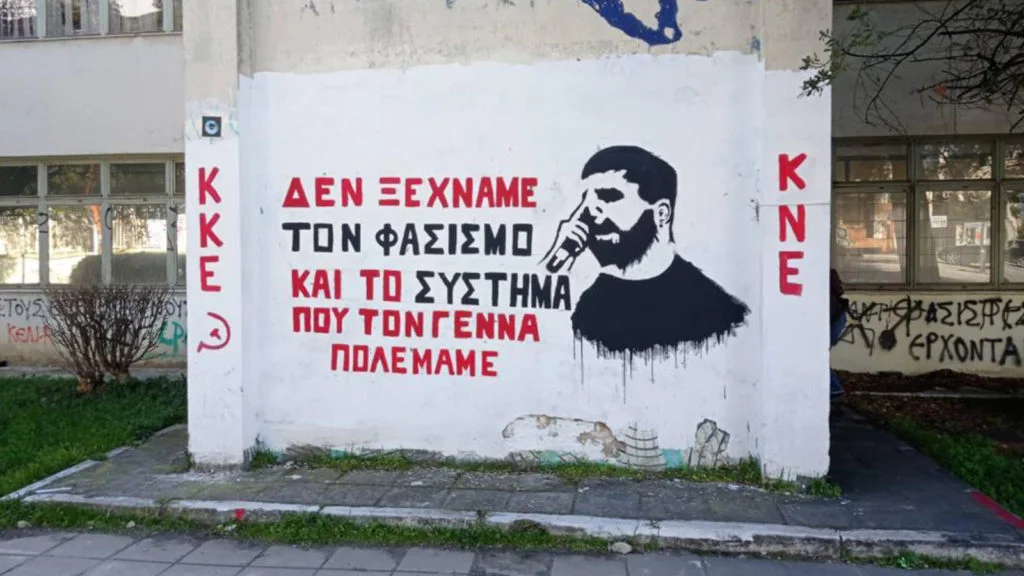 ΚΚΕ
ΔΕΝ ΞΕΧΝΑΜΕ
ΤΟΝ ΦΑΣΙΣΜΟ
ΚΑΙ ΤΟ ΣΥΣΤΗΜΑ
ΠΟΥ ΤΟΝ ΓΕΝΝΑ
ΠΟΛΕΜΑΜΕ
ΚΝΕ
ΕΡΧΟΝΤΑ